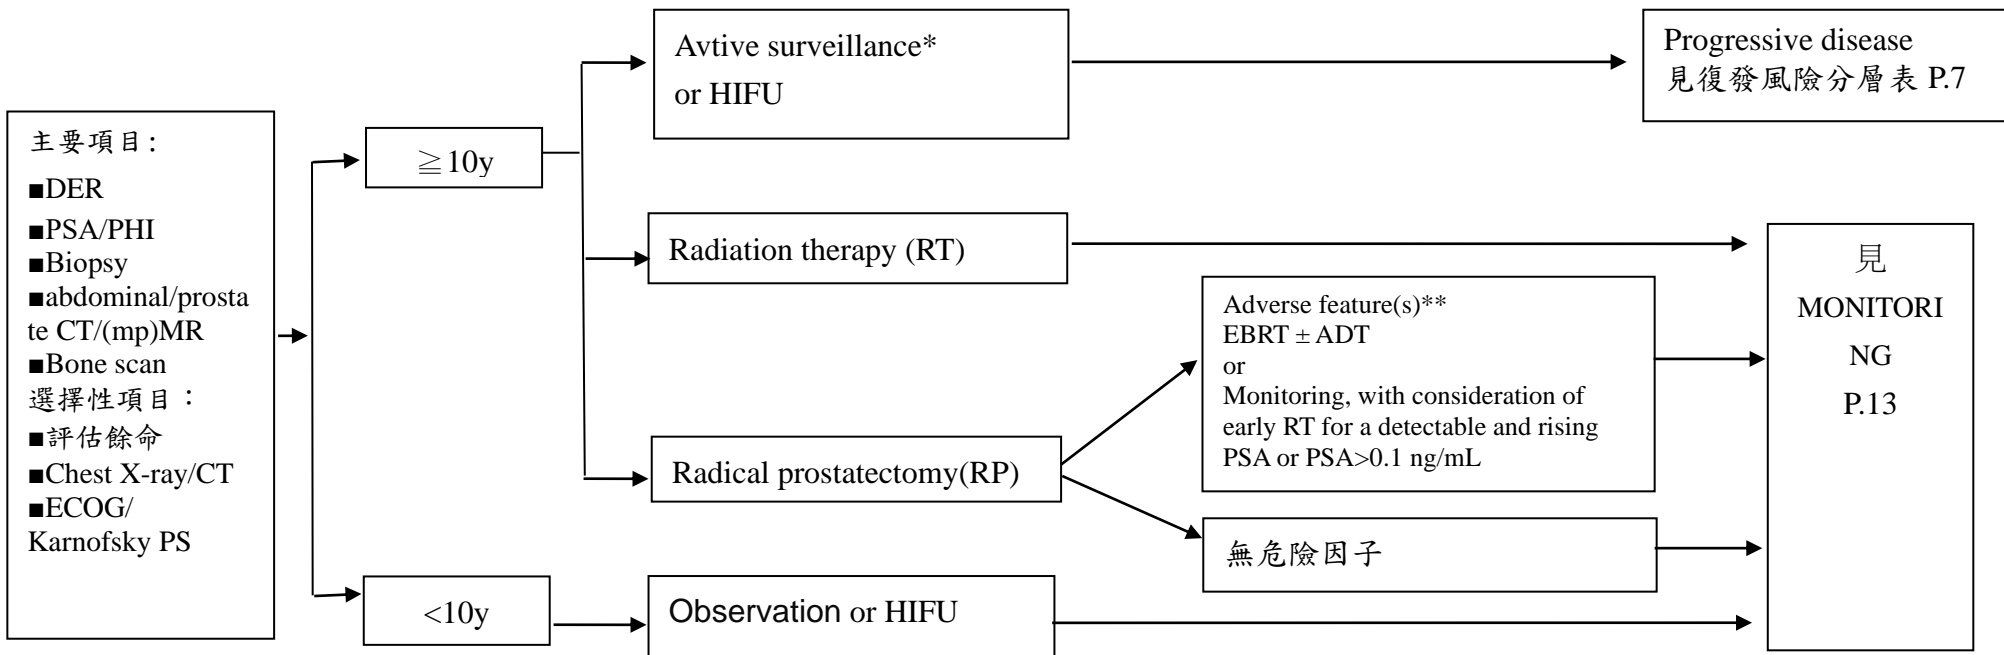 主要項目:
■DER
■PSA/PHI
■Biopsy
■abdominal/prosta
te CT/(mp)MR
■Bone scan
選擇性項目：
■評估餘命
■Chest X-ray/CT
■ECOG/
Karnofsky PS
≧10y
<10y
Avtive surveillance*
or HIFU
Radiation therapy (RT)
Radical prostatectomy(RP)
Observation or HIFU
Adverse feature(s)**
EBRT ± ADT
or
Monitoring, with consideration of
early RT for a detectable and rising
PSA or PSA>0.1 ng/mL
無危險因子
Progressive disease
見復發風險分層表 P.7
見
MONITORI
NG
P.13